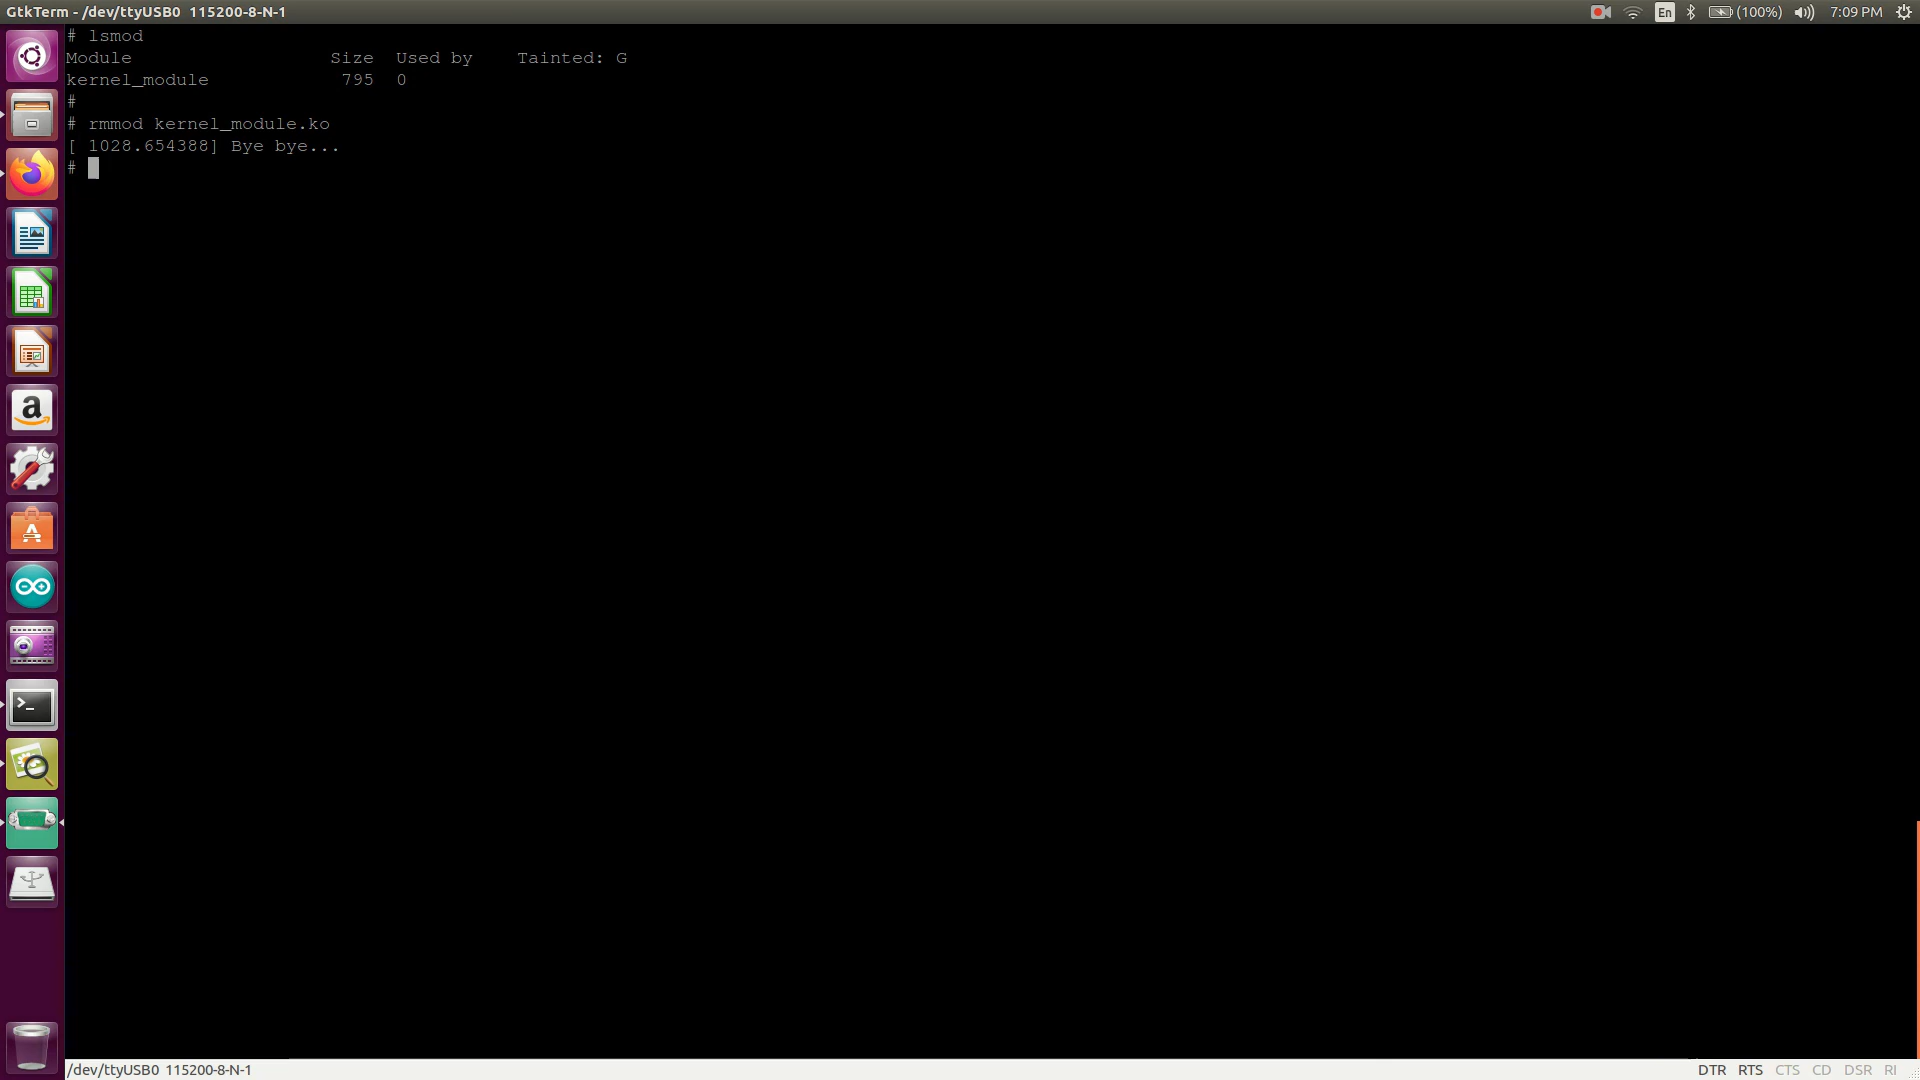 GtkTerm - /dev/ttyUSB0  115200-8-N-1
En (100%) 7:09 PM
# lsmod
Module                  Size  Used by    Tainted: G
kernel_module            795  0
#
# rmmod kernel_module.ko
[ 1028.654388] Bye bye...
#
/dev/ttyUSB0  115200-8-N-1
DTR RTS CTS CD DSR RI